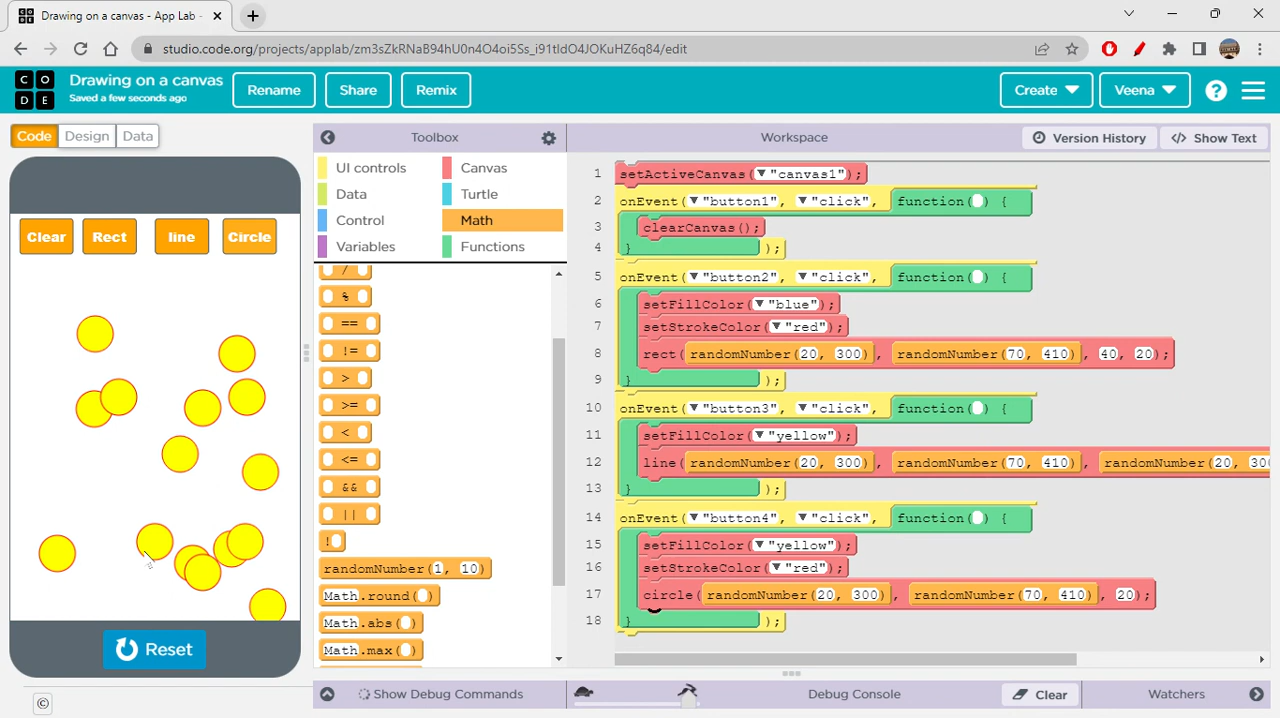 Drawing on a canvas - App Lab -
studio.code.org/projects/applab/zm3sZkRNaB94hU0n4O4oi5Ss_i91tIdO4JOKuHZ6q84/edit
C O D E
Drawing on a canvas
Saved a few seconds ago
Rename
Share
Remix
Create
Veena
?
Code
Design
Data
Toolbox
Workspace
Version History
</> Show Text
Clear
Rect
line
Circle
UI controls
Canvas
Data
Turtle
Control
Math
Variables
Functions
/
%
==
!=
>
>=
<
<=
&&
||
!
randomNumber(1, 10)
Math.round( )
Math.abs( )
Math.max( )
1 setActiveCanvas( "canvas1");
2 onEvent( "button1", "click", function( ) {
3 clearCanvas();
4 } );
5 onEvent( "button2", "click", function( ) {
6 setFillColor( "blue");
7 setStrokeColor( "red");
8 rect( randomNumber(20, 300), randomNumber(70, 410), 40, 20);
9 } );
10 onEvent( "button3", "click", function( ) {
11 setFillColor( "yellow");
12 line( randomNumber(20, 300), randomNumber(70, 410), randomNumber(20, 300
13 } );
14 onEvent( "button4", "click", function( ) {
15 setFillColor( "yellow");
16 setStrokeColor( "red");
17 circle( randomNumber(20, 300), randomNumber(70, 410), 20);
18 } );
Reset
©
Show Debug Commands
Debug Console
Clear
Watchers